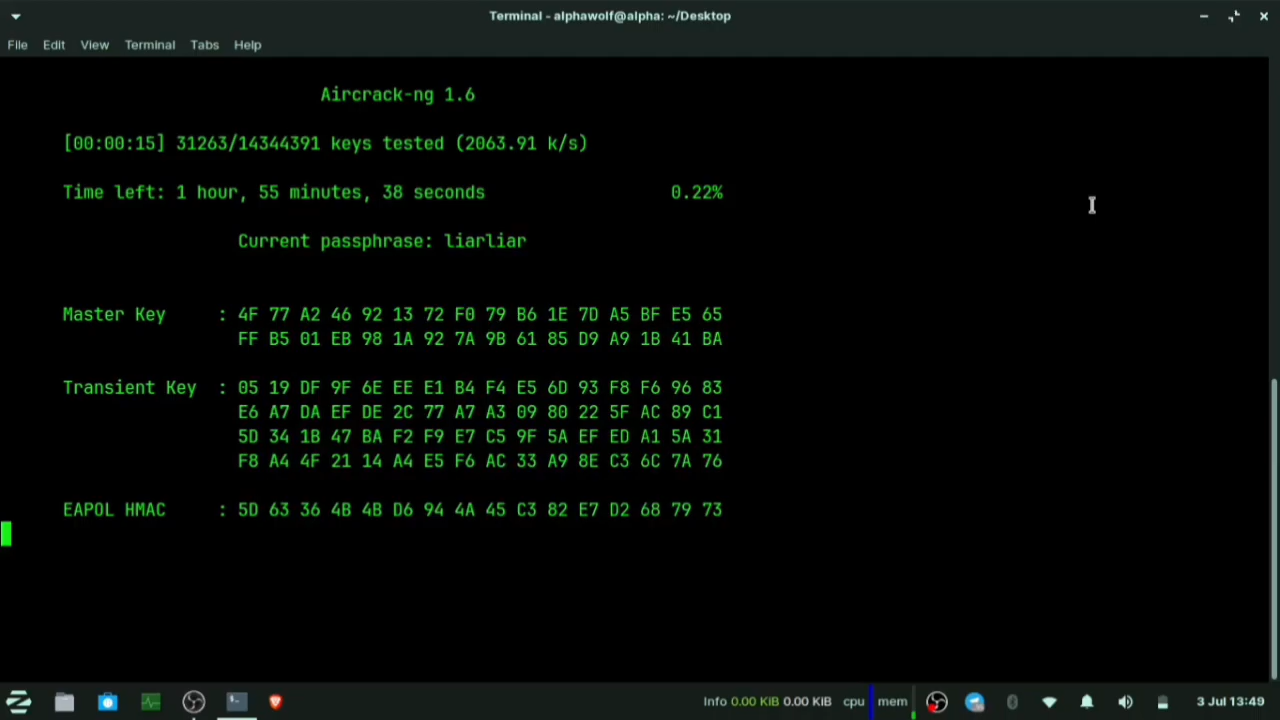 Terminal - alphawolf@alpha: ~/Desktop
File Edit View Terminal Tabs Help
Aircrack-ng 1.6
[00:00:15] 31263/14344391 keys tested (2063.91 k/s)
Time left: 1 hour, 55 minutes, 38 seconds 0.22%
Current passphrase: liarliar
Master Key : 4F 77 A2 46 92 13 72 F0 79 B6 1E 7D A5 BF E5 65
FF B5 01 EB 98 1A 92 7A 9B 61 85 D9 A9 1B 41 BA
Transient Key : 05 19 DF 9F 6E EE E1 B4 F4 E5 6D 93 F8 F6 96 83
E6 A7 DA EF DE 2C 77 A7 A3 09 80 22 5F AC 89 C1
5D 34 1B 47 BA F2 F9 E7 C5 9F 5A EF ED A1 5A 31
F8 A4 4F 21 14 A4 E5 F6 AC 33 A9 8E C3 6C 7A 76
EAPOL HMAC : 5D 63 36 4B 4B D6 94 4A 45 C3 82 E7 D2 68 79 73
Info 0.00 KiB 0.00 KiB cpu mem 3 Jul 13:49